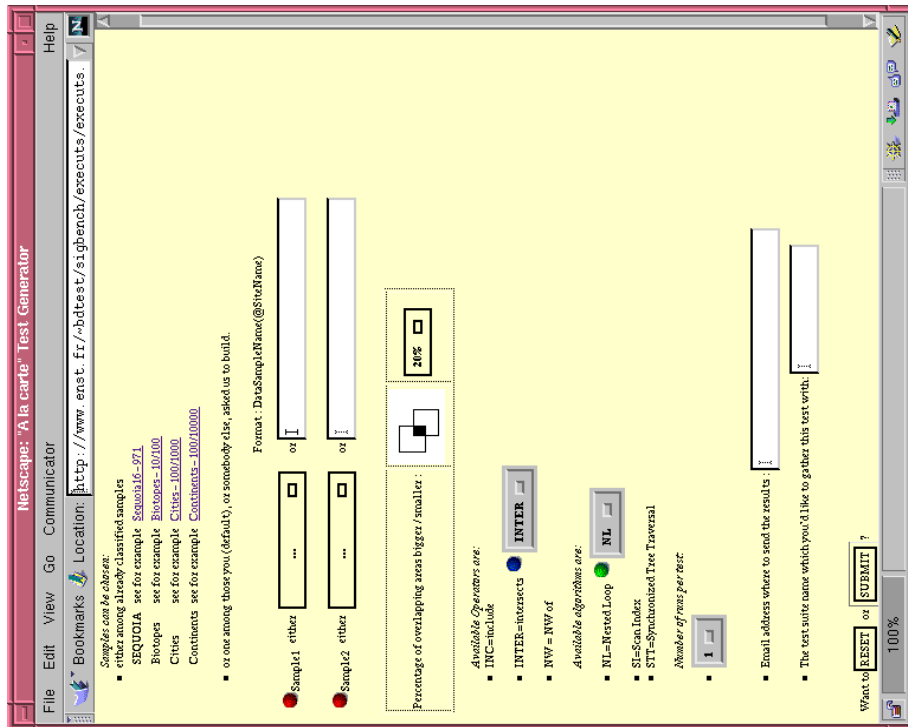 Netscape: "A la carte" Test Generator
File Edit View Go Communicator Help
Bookmarks Location: http://www.enst.fr/~bdtest/sigbench/executs/executs.
Samples can be chosen:
either among already classified samples
SEQUOIA see for example Sequoia16-971
Biotopes see for example Biotopes-10/100
Cities see for example Cities-100/1000
Continents see for example Continents-100/10000
or one among those you (default), or somebody else, asked us to build.
Format : DataSampleName(@SiteName)
Sample1 either ... or
Sample2 either ... or
Percentage of overlapping areas bigger / smaller : 20%
Available Operators are:
INC=include
INTER=intersects INTER
NW = NW of
Available algorithms are:
NL=Nested Loop NL
SI=Scan Index
STT=Synchronized Tree Traversal
Number of runs per test:
1
Email address where to send the results :
The test suite name which you'd like to gather this test with:
Want to RESET or SUBMIT ?
100%